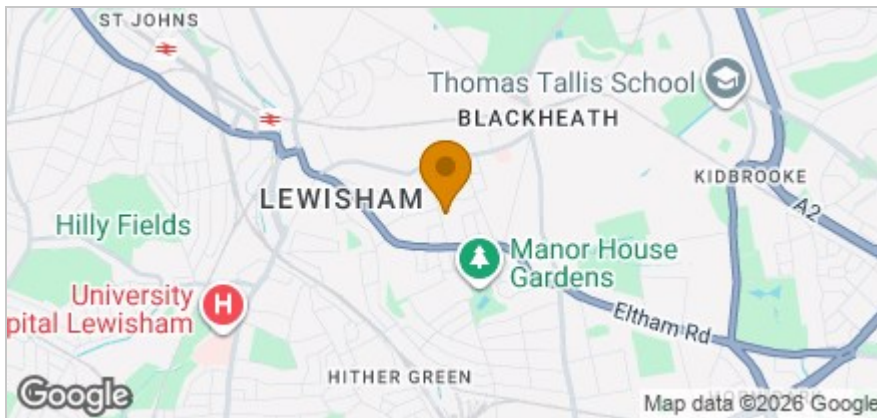 ST JOHNS
Thomas Tallis School
BLACKHEATH
KIDBROOKE
LEWISHAM
A2
Hilly Fields
Manor House
Gardens
University
pital Lewisham
H
Eltham Rd
HITHER GREEN
Google
Map data ©2026 Google